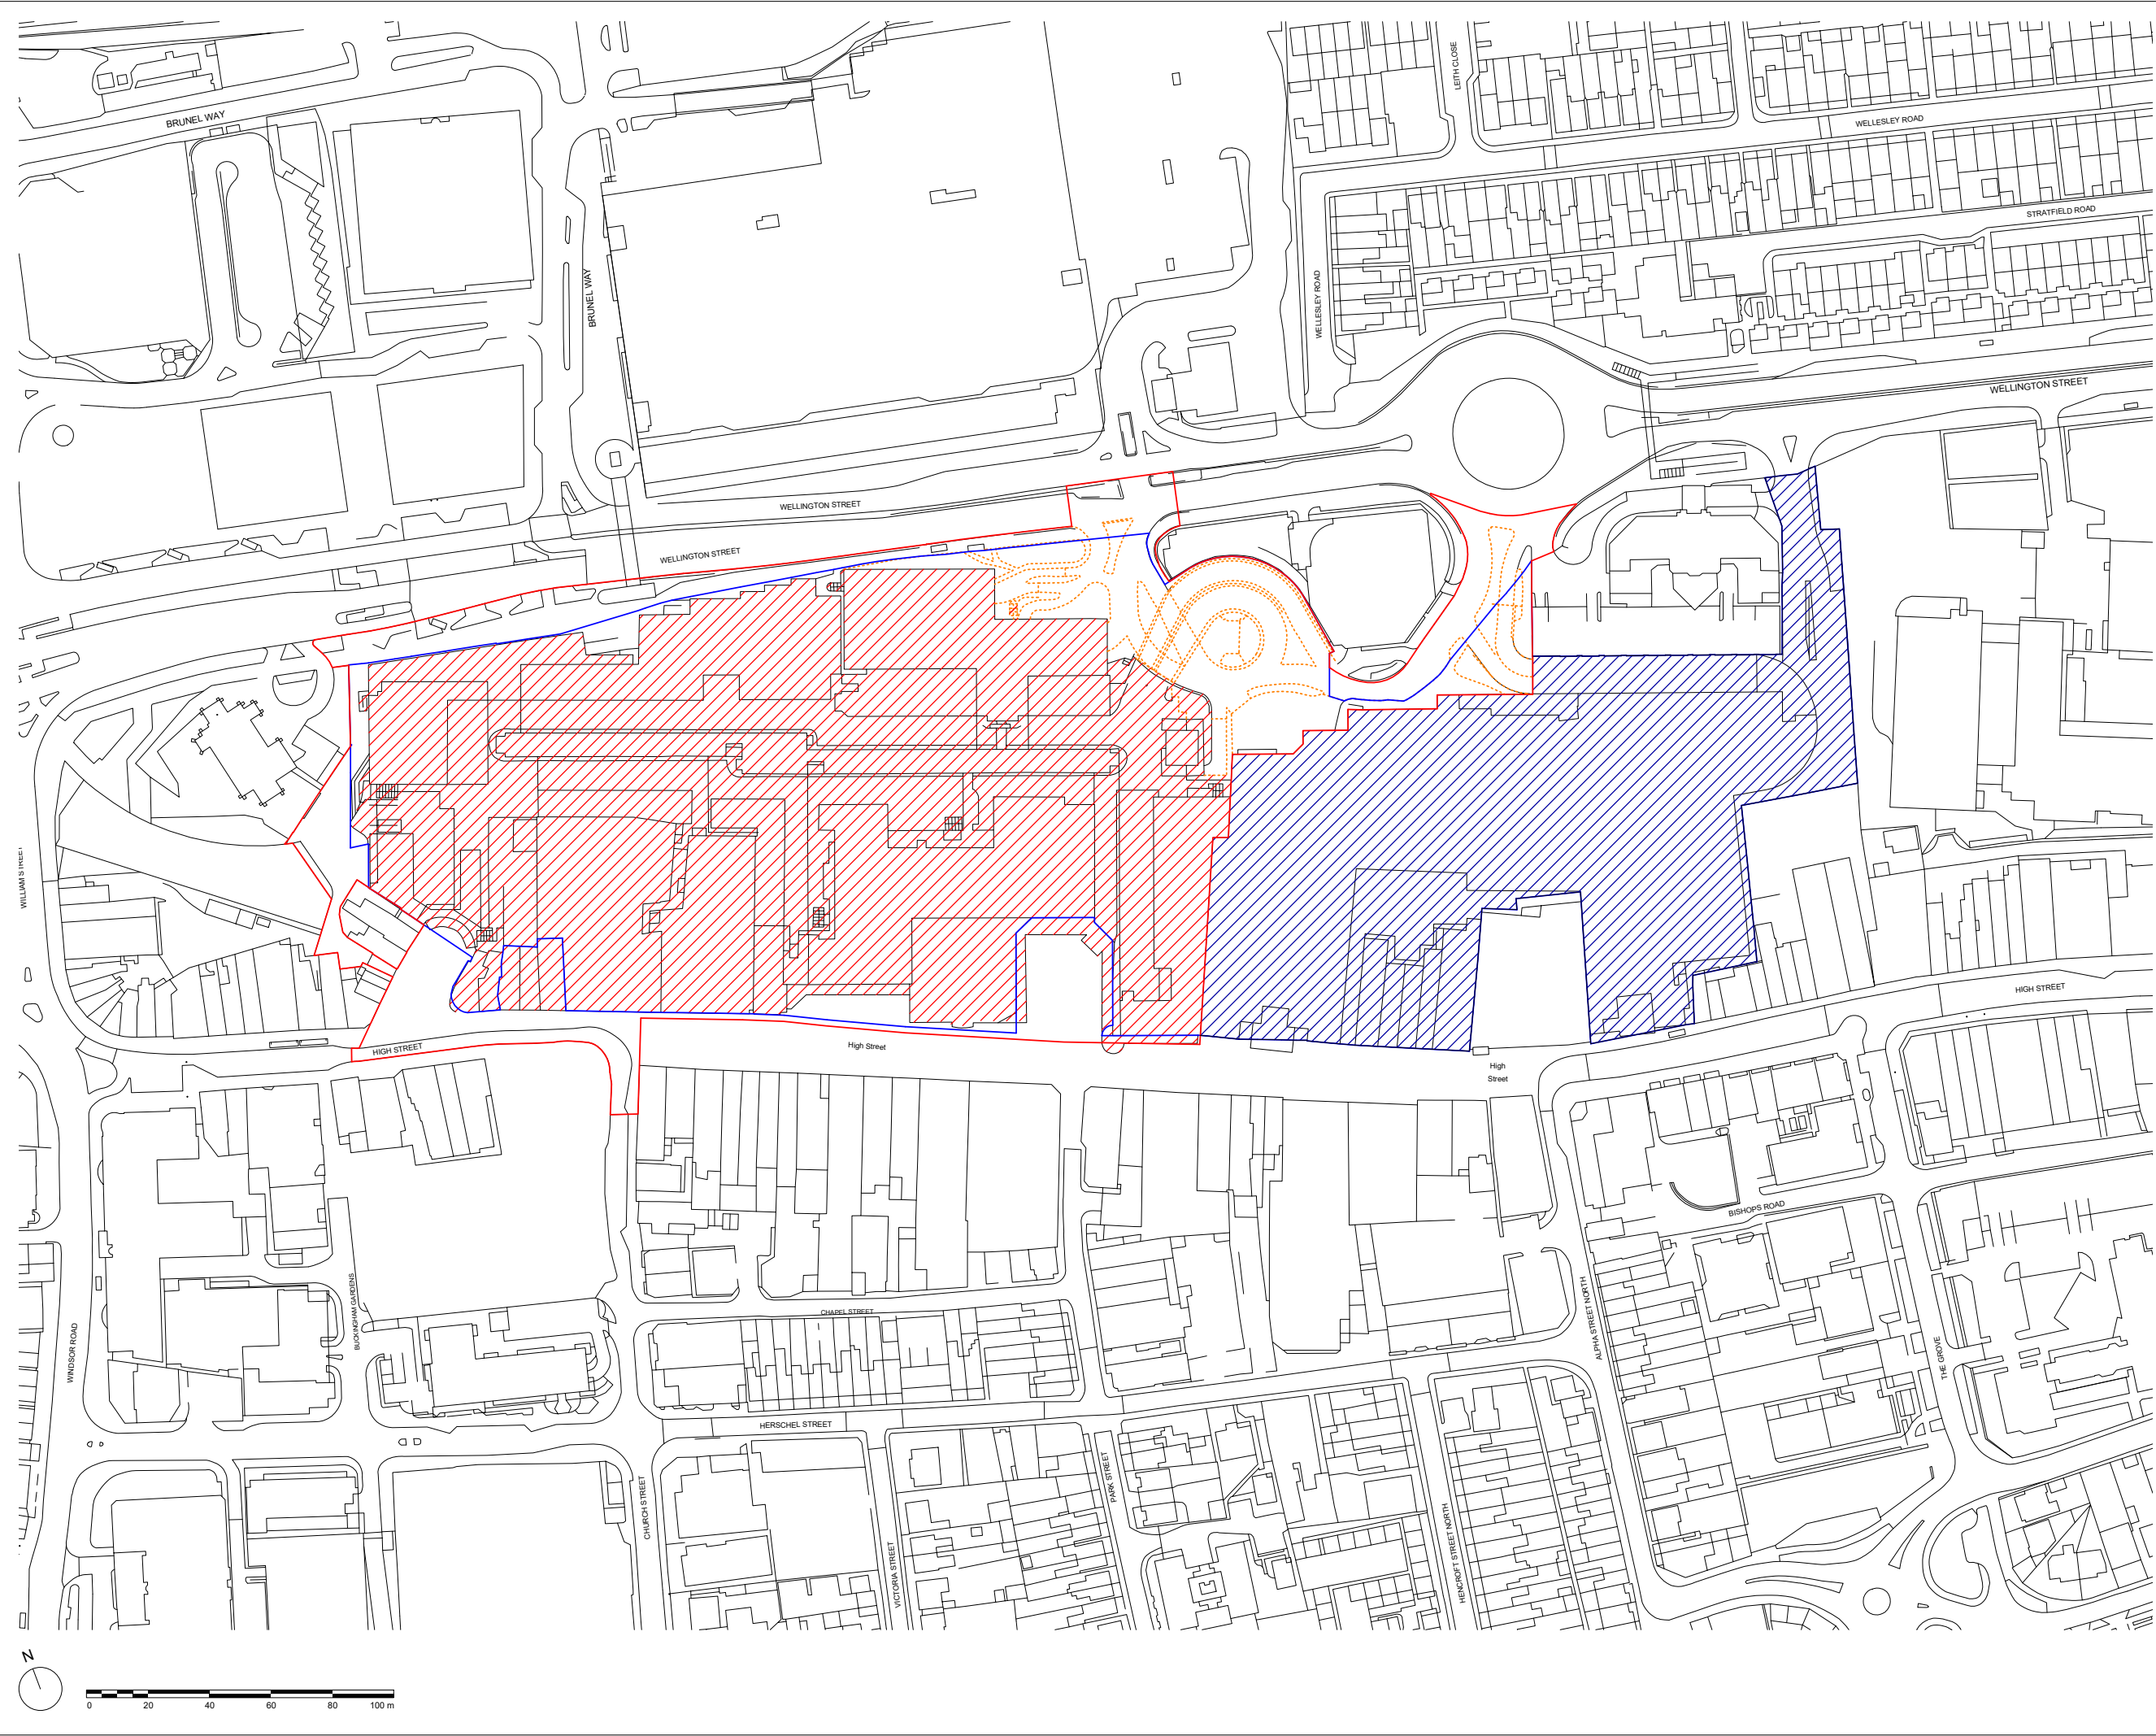 LEITH CLOSE
BRUNEL WAY
WELLESLEY ROAD
STRATFIELD ROAD
BRUNEL WAY
WELLESLEY ROAD
WELLINGTON STREET
WELLINGTON STREET
WELLINGTON STREET
WILLIAM STREET
HIGH STREET
HIGH STREET
High Street
High
Street
BISHOPS ROAD
BUCKINGHAM GARDENS
CHAPEL STREET
ALPHA STREET NORTH
WINDSOR ROAD
THE GROVE
HERSCHEL STREET
CHURCH STREET
PARK STREET
VICTORIA STREET
HENCROFT STREET NORTH
N
0 20 40 60 80 100 m